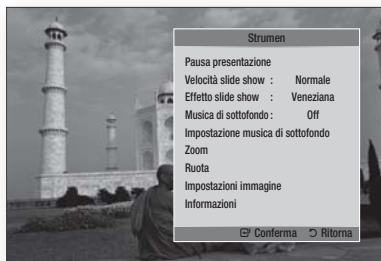 Strumen
Pausa presentazione
Velocità slide show : Normale
Effetto slide show : Veneziana
Musica di sottofondo : Off
Impostazione musica di sottofondo
Zoom
Ruota
Impostazioni immagine
Informazioni
Conferma Ritorna